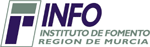 INFO
INSTITUTO DE FOMENTO
REGION DE MURCIA